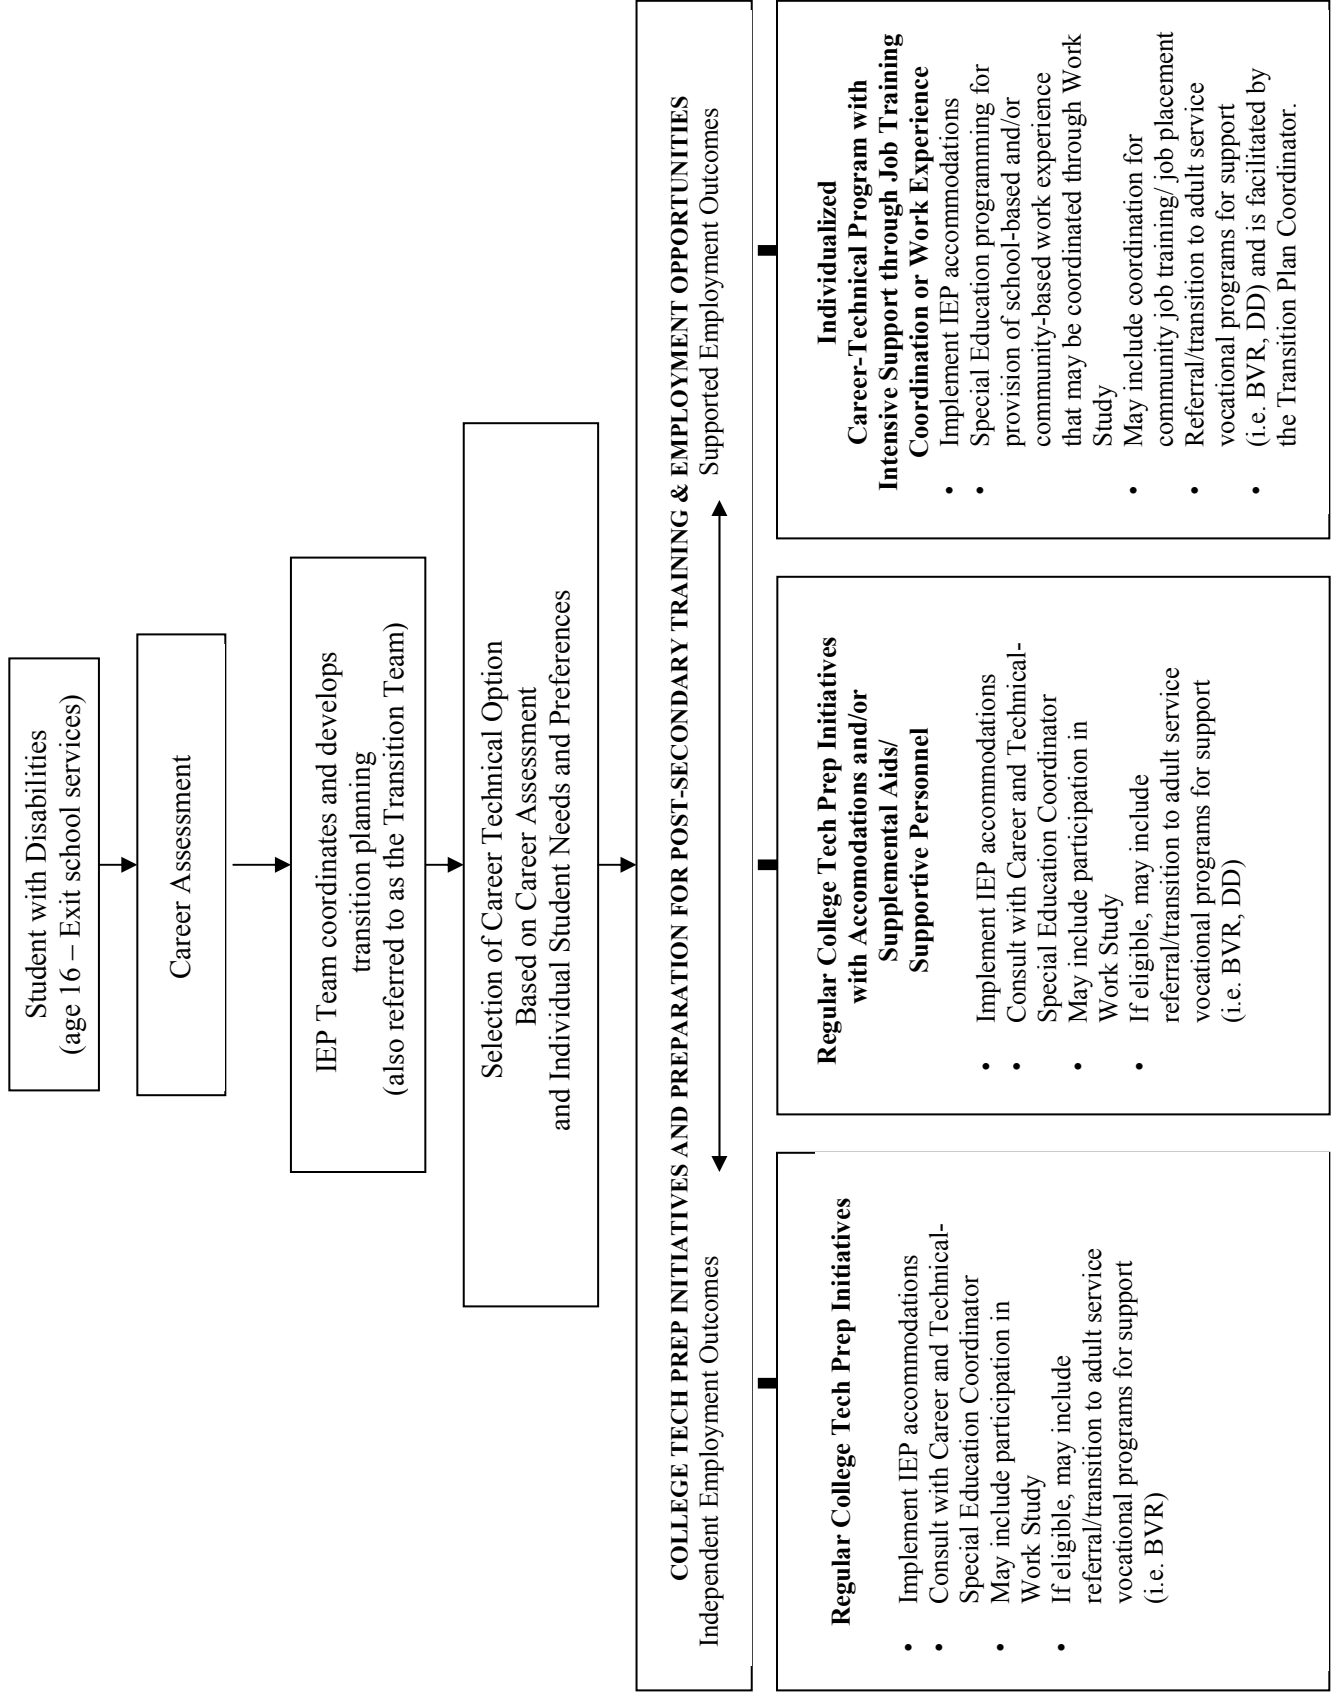 Student with Disabilities
(age 16 – Exit school services)
Career Assessment
IEP Team coordinates and develops
transition planning
(also referred to as the Transition Team)
Selection of Career Technical Option
Based on Career Assessment
and Individual Student Needs and Preferences
COLLEGE TECH PREP INITIATIVES AND PREPARATION FOR POST-SECONDARY TRAINING & EMPLOYMENT OPPORTUNITIES
Independent Employment Outcomes
Supported Employment Outcomes
Regular College Tech Prep Initiatives
• Implement IEP accommodations
• Consult with Career and Technical-
Special Education Coordinator
• May include participation in
Work Study
• If eligible, may include
referral/transition to adult service
vocational programs for support
(i.e. BVR)
Regular College Tech Prep Initiatives
with Accomodations and/or
Supplemental Aids/
Supportive Personnel
• Implement IEP accommodations
• Consult with Career and Technical-
Special Education Coordinator
• May include participation in
Work Study
• If eligible, may include
referral/transition to adult service
vocational programs for support
(i.e. BVR, DD)
Individualized
Career-Technical Program with
Intensive Support through Job Training
Coordination or Work Experience
• Implement IEP accommodations
• Special Education programming for
provision of school-based and/or
community-based work experience
that may be coordinated through Work
Study
• May include coordination for
community job training/ job placement
• Referral/transition to adult service
vocational programs for support
• (i.e. BVR, DD) and is facilitated by
the Transition Plan Coordinator.